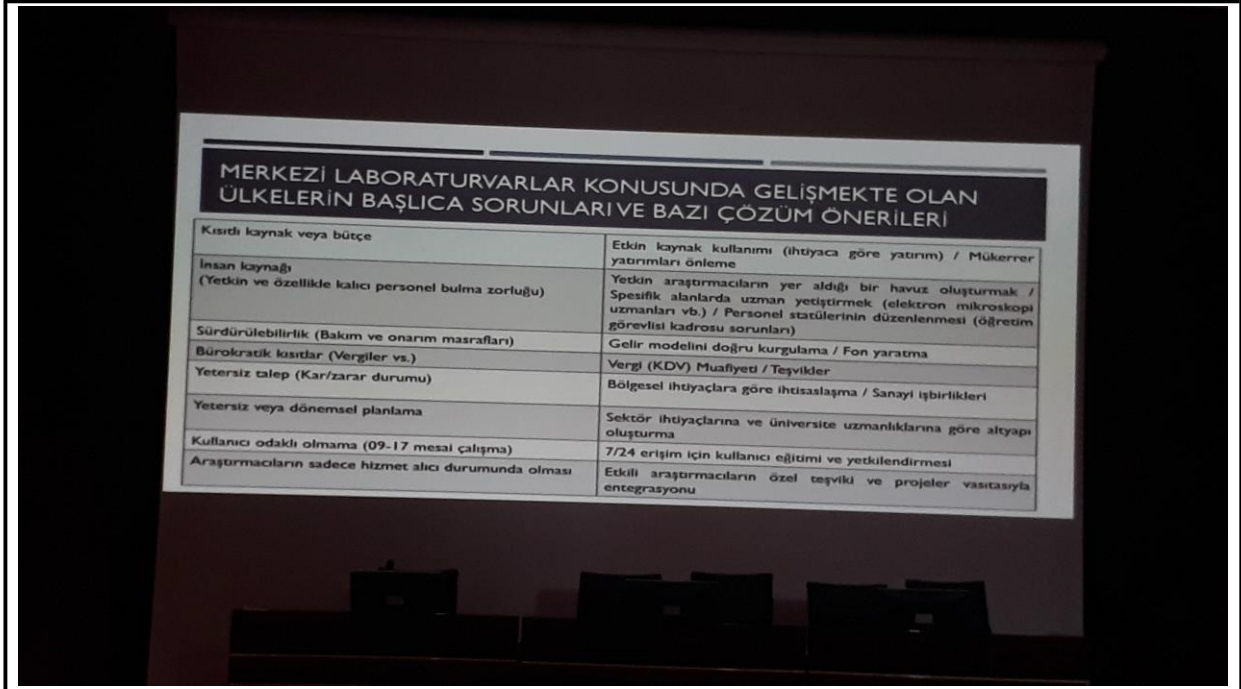 MERKEZİ LABORATURVARLAR KONUSUNDA GELİŞMEKTE OLAN
ÜLKELERİN BAŞLICA SORUNLARI VE BAZI ÇÖZÜM ÖNERİLERİ
Kısıtlı kaynak veya bütçe
Etkin kaynak kullanımı (ihtiyaca göre yatırım) / Mükerrer
yatırımları önleme
İnsan kaynağı
(Yetkin ve özellikle kalıcı personel bulma zorluğu)
Yetkin araştırmacıların yer aldığı bir havuz oluşturmak /
Spesifik alanlarda uzman yetiştirmek (elektron mikroskopi
uzmanları vb.) / Personel statülerinin düzenlenmesi (öğretim
görevlisi kadrosu sorunları)
Sürdürülebilirlik (Bakım ve onarım masrafları)
Gelir modelini doğru kurgulama / Fon yaratma
Bürokratik kısıtlar (Vergiler vs.)
Vergi (KDV) Muafiyeti / Teşvikler
Yetersiz talep (Kar/zarar durumu)
Bölgesel ihtiyaçlara göre ihtisaslaşma / Sanayi işbirlikleri
Yetersiz veya dönemsel planlama
Sektör ihtiyaçlarına ve üniversite uzmanlıklarına göre altyapı
oluşturma
Kullanıcı odaklı olmama (09-17 mesai çalışma)
7/24 erişim için kullanıcı eğitimi ve yetkilendirmesi
Araştırmacıların sadece hizmet alıcı durumunda olması
Etkili araştırmacıların özel teşviki ve projeler vasıtasıyla
entegrasyonu